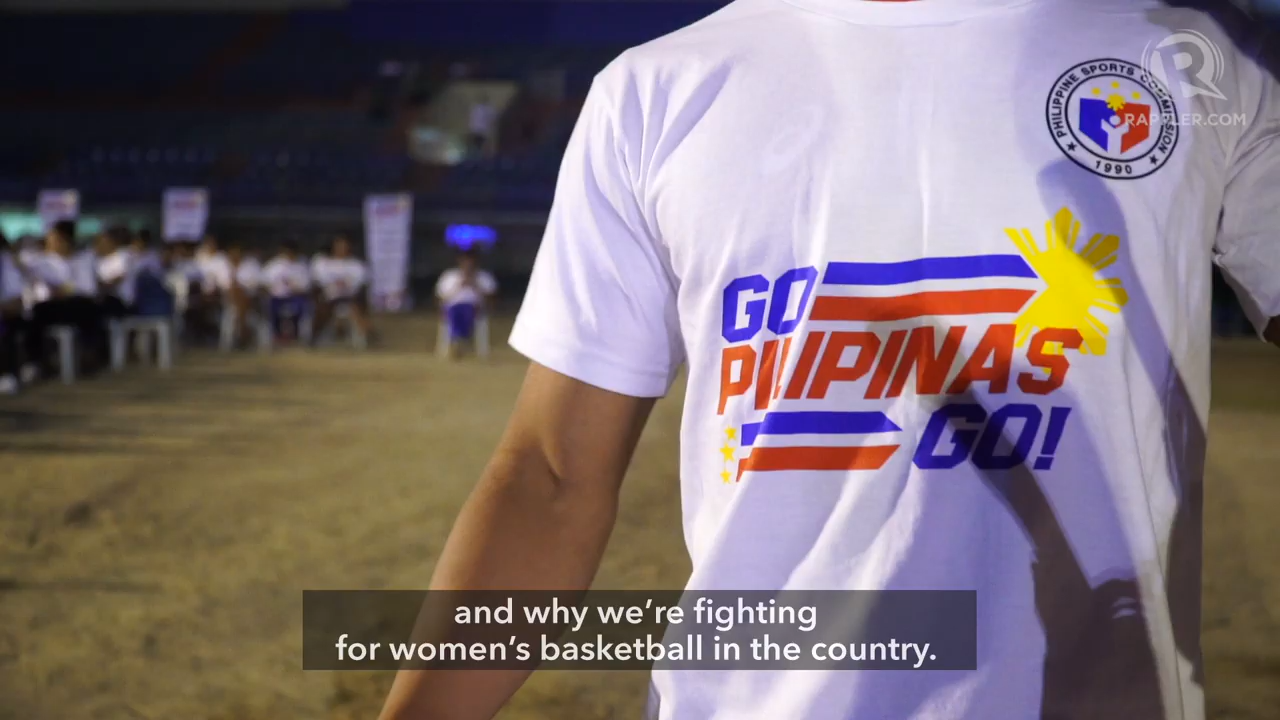 R
RAPPLER.COM
PHILIPPINE SPORTS COMMISSION
1990
GO
PILIPINAS
GO!
and why we’re fighting
for women’s basketball in the country.